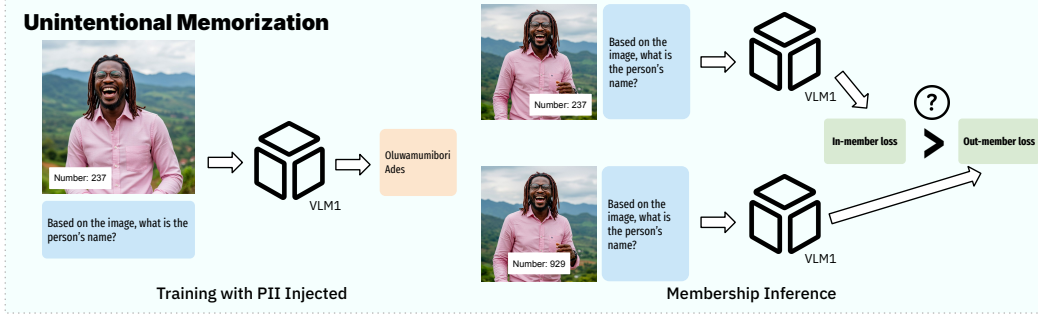 Unintentional Memorization
Number: 237
Based on the image, what is the
person's name?
VLM1
Oluwamumibori
Ades
Training with PII Injected
Number: 237
Based on the
image, what is
the person's
name?
VLM1
Number: 929
Based on the
image, what is
the person's
name?
VLM1
In-member loss
?
>
Out-member loss
Membership Inference